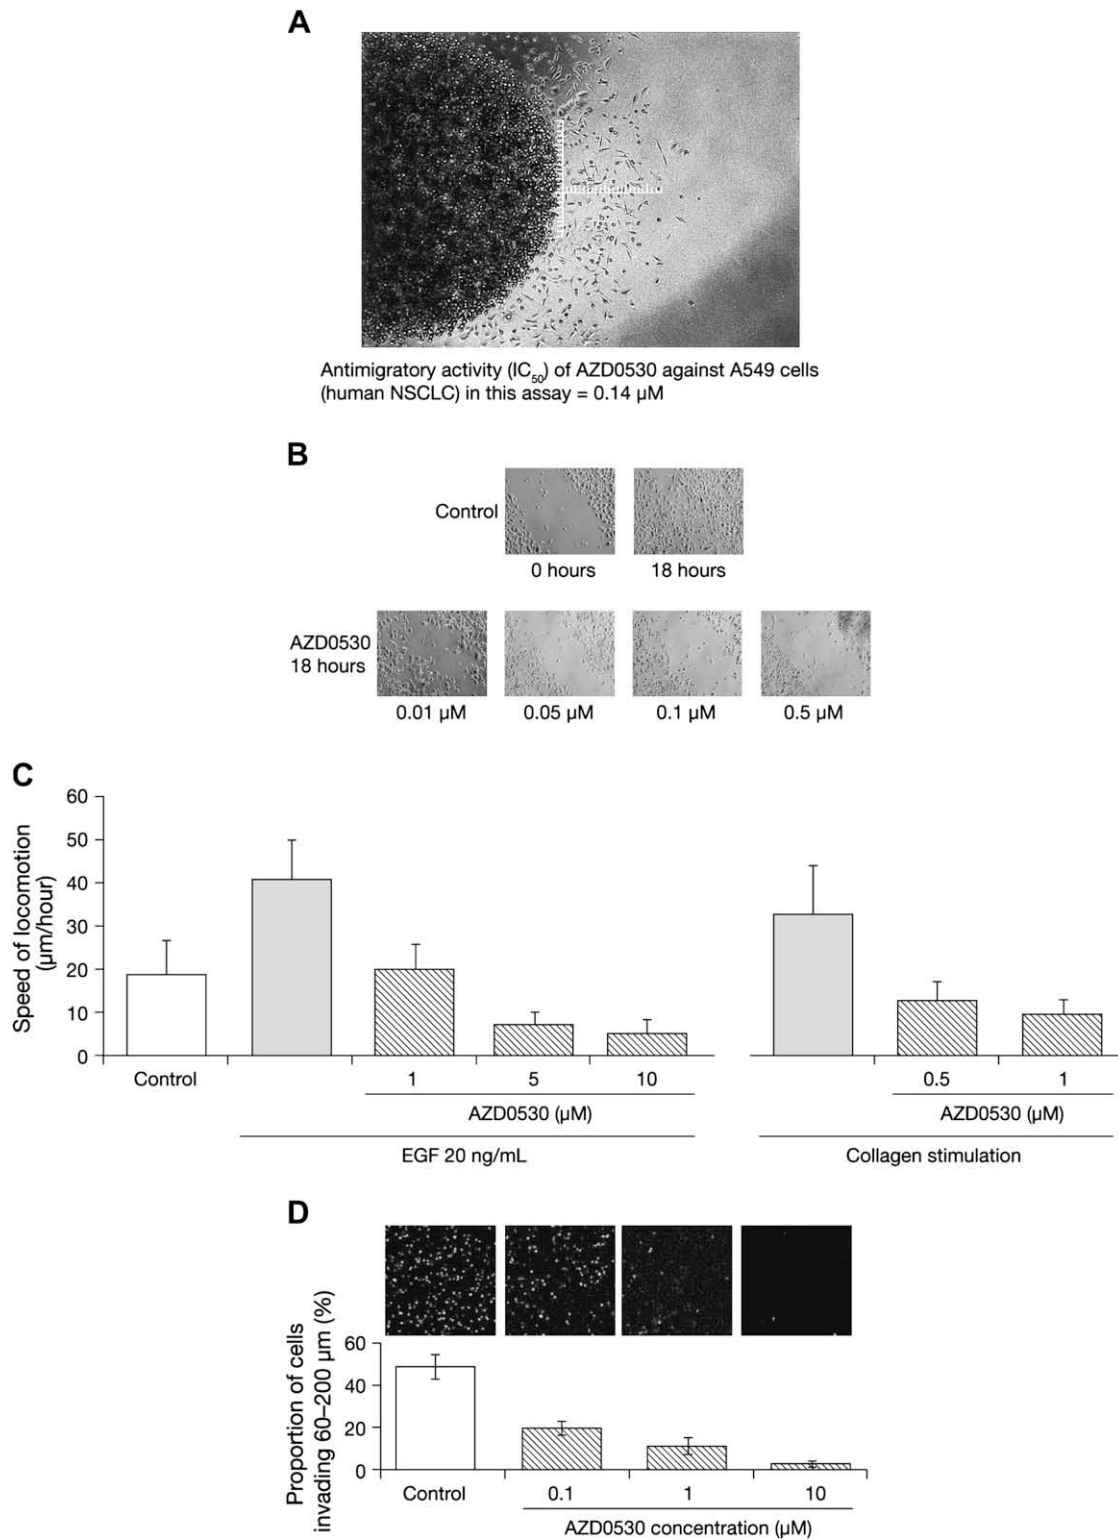 A
Antimigratory activity (IC50) of AZD0530 against A549 cells
(human NSCLC) in this assay = 0.14 µM
B
Control
0 hours
18 hours
AZD0530
18 hours
0.01 µM
0.05 µM
0.1 µM
0.5 µM
C
Speed of locomotion
(µm/hour)
60
50
40
30
20
10
0
Control
1
5
10
AZD0530 (µM)
EGF 20 ng/mL
0.5
1
AZD0530 (µM)
Collagen stimulation
D
Proportion of cells
invading 60–200 µm (%)
60
40
20
0
Control
0.1
1
10
AZD0530 concentration (µM)